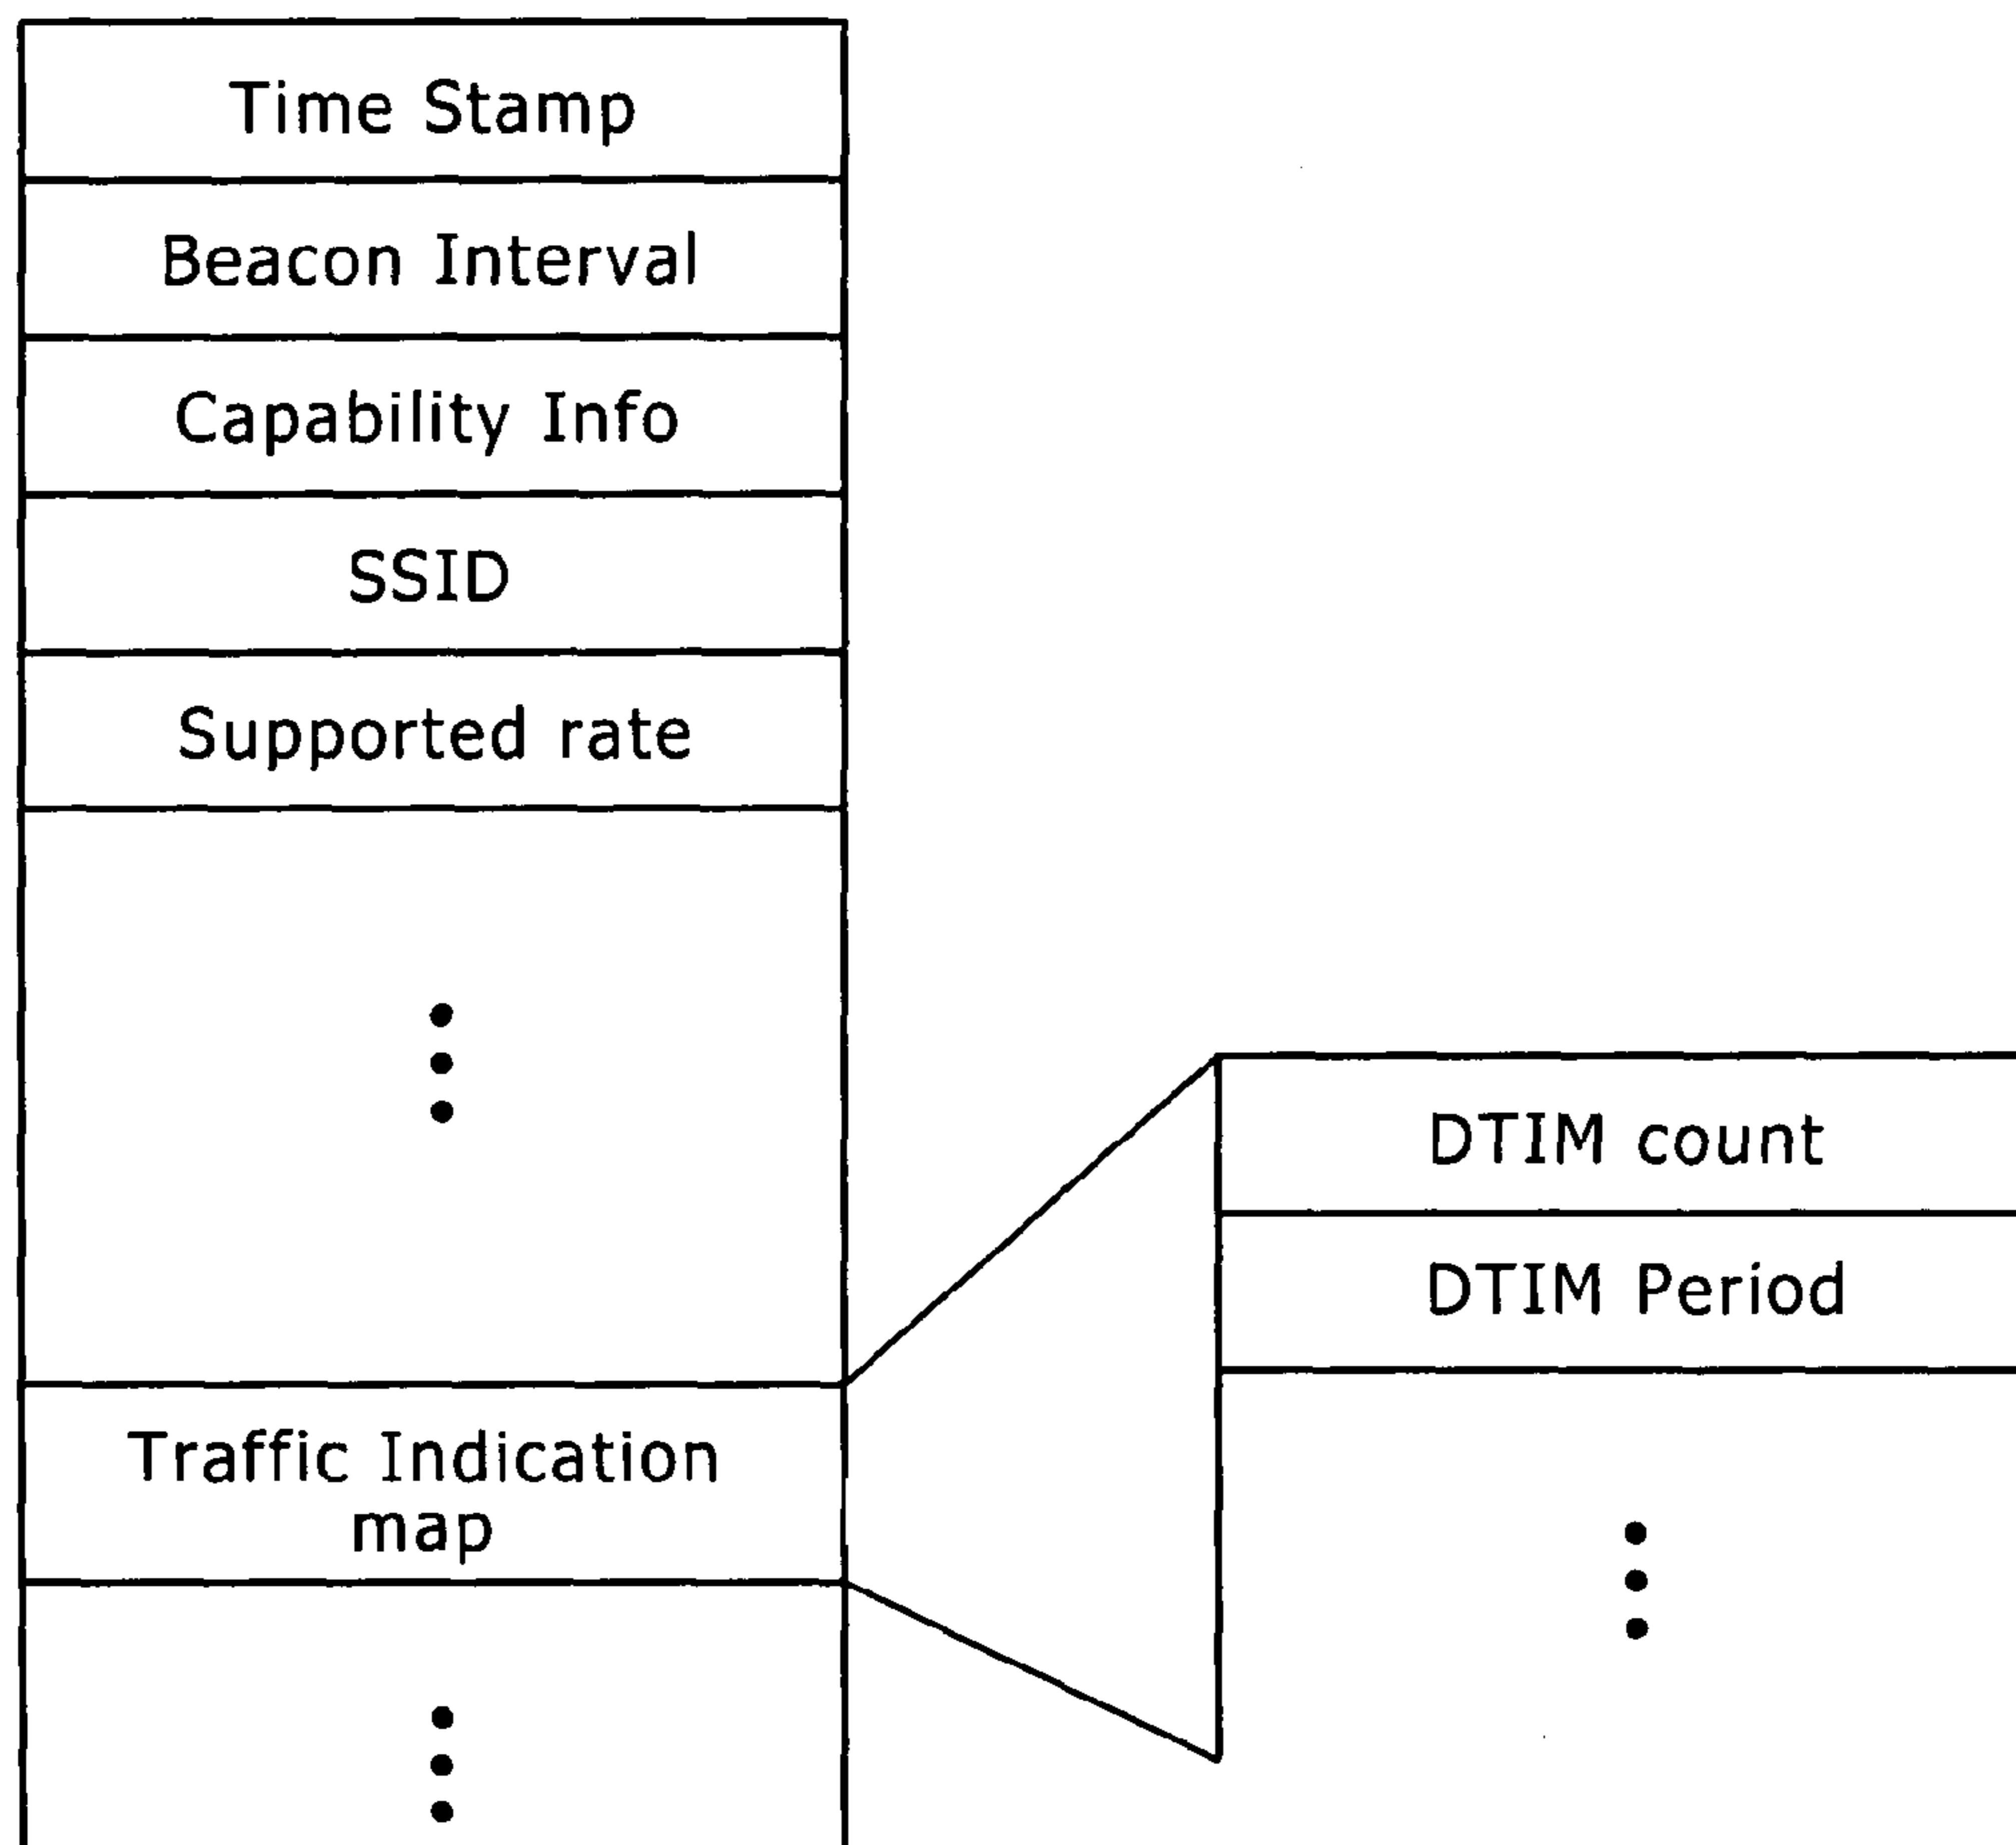 Time Stamp
Beacon Interval
Capability Info
SSID
Supported rate
Traffic Indication
map
DTIM count
DTIM Period